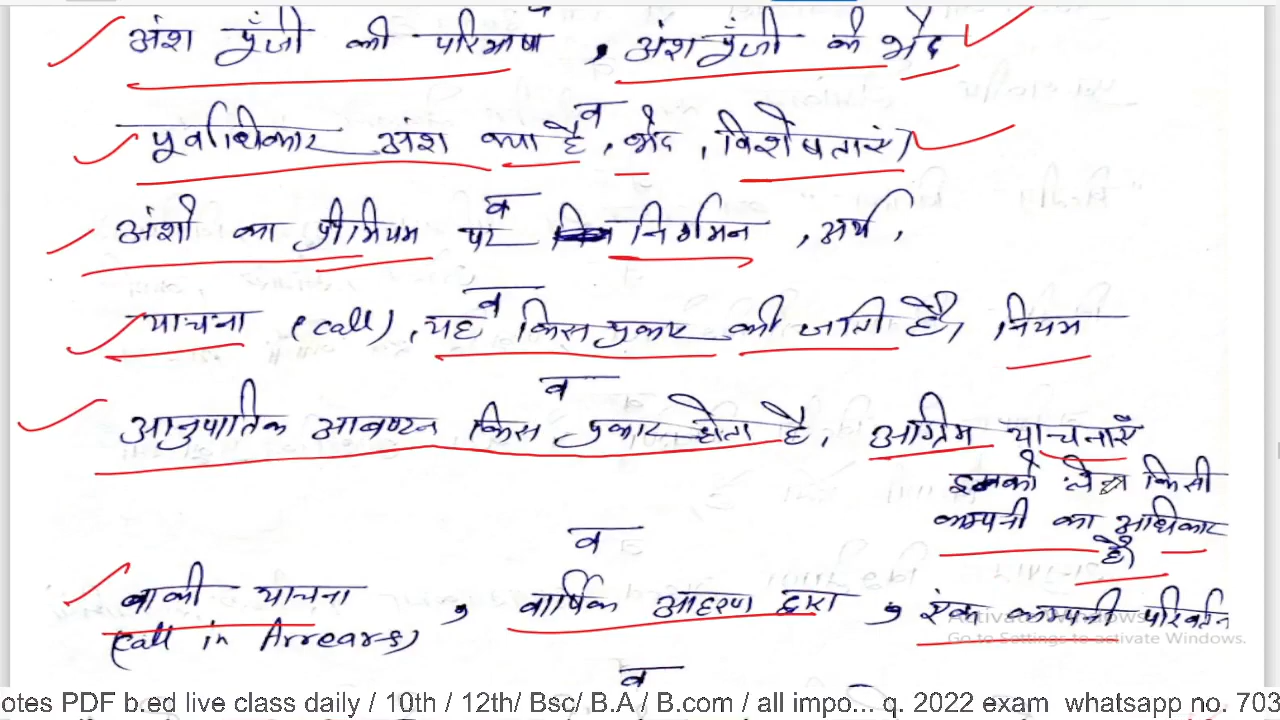 अंश पूँजी की परिभाषा , अंश पूँजी के भेद
व
पूर्वाधिकार अंश क्या है , भेद , विशेषताएं।
व
अंशों का प्रीमियम पर निर्गमन , अर्थ ,
व
याचना (call) , यह किस प्रकार की जाती है। नियम
व
आनुपातिक आवण्टन किस प्रकार होता है , अग्रिम याचनाएँ
इसको लेने किसी
कम्पनी का अधिकार
है।
व
बाकी याचना , वार्षिक आहरण द्वारा , एक कम्पनी परिवर्तन
(call in Arrears)
Activate Windows
Go to Settings to activate Windows.
व
otes PDF b.ed live class daily / 10th / 12th/ Bsc/ B.A / B.com / all impo... q. 2022 exam whatsapp no. 703